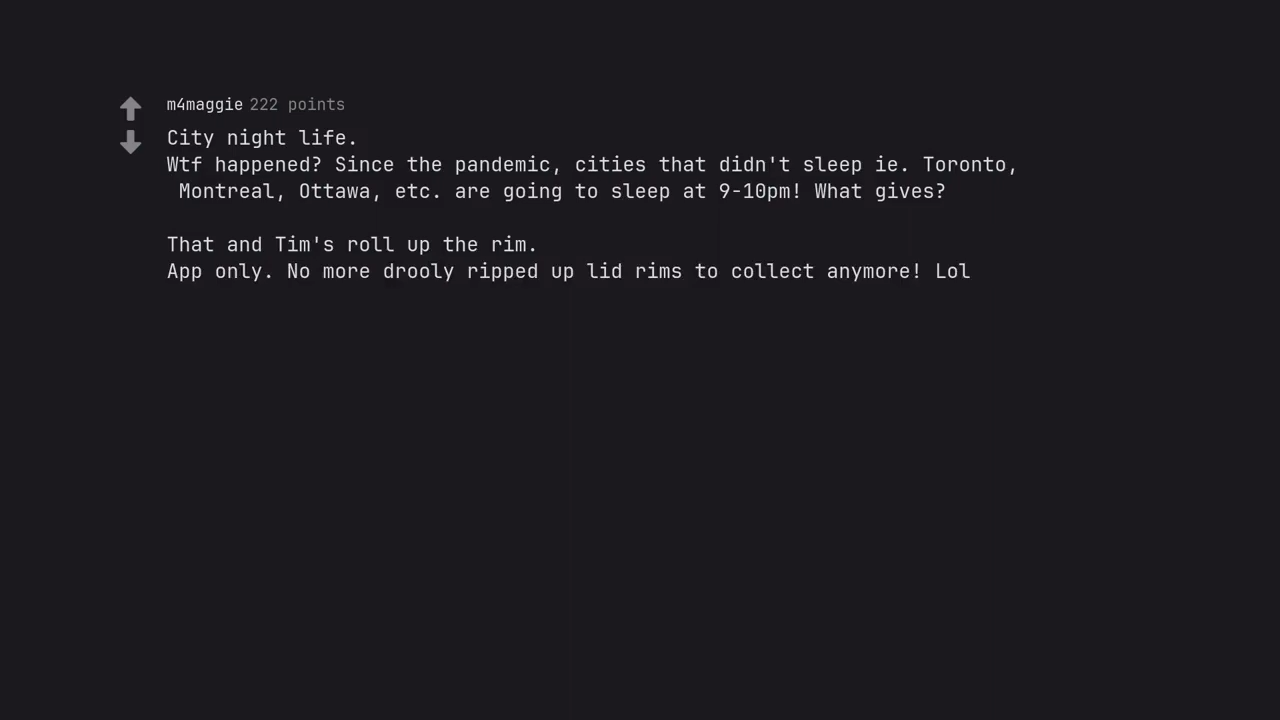 m4maggie 222 points
City night life.
Wtf happened? Since the pandemic, cities that didn't sleep ie. Toronto,
Montreal, Ottawa, etc. are going to sleep at 9-10pm! What gives?
That and Tim's roll up the rim.
App only. No more drooly ripped up lid rims to collect anymore! Lol